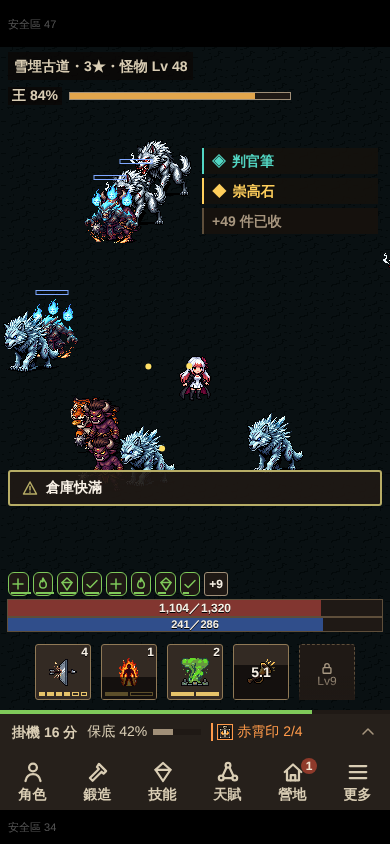 安全區 47
雪埋古道・3★・怪物 Lv 48
王 84%
判官筆
崇高石
+49 件已收
倉庫快滿
+9
1,104／1,320
241／286
4
1
2
5.1
Lv9
掛機 16 分 保底 42% 赤霄印 2/4
1
角色 鍛造 技能 天賦 營地 更多
安全區 34